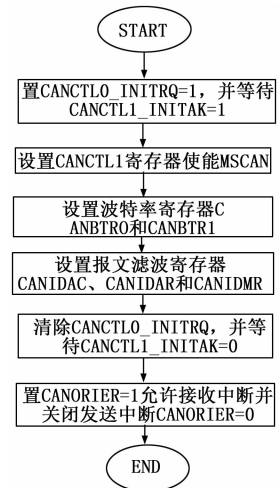 START
置CANCTL0_INITRQ=1，并等待
CANCTL1_INITAK=1
设置CANCTL1寄存器使能MSCAN
设置波特率寄存器C
ANBTR0和CANBTR1
设置报文滤波寄存器
CANIDAC、CANIDAR和CANIDMR
清除CANCTL0_INITRQ，并等
待CANCTL1_INITAK=0
置CANORIER=1允许接收中断并
关闭发送中断CANORIER=0
END